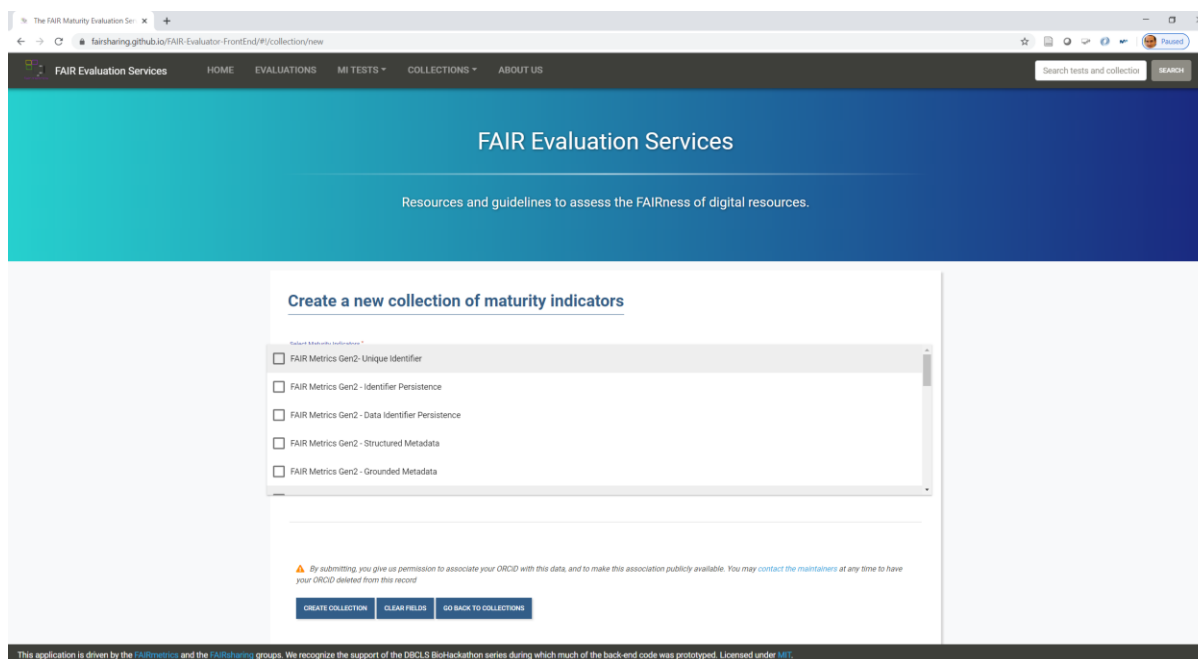 The FAIR Maturity Evaluation Ser
fairsharing.github.io/FAIR-Evaluator-FrontEnd/#!/collection/new
Paused
FAIR Evaluation Services
HOME
EVALUATIONS
MI TESTS
COLLECTIONS
ABOUT US
Search tests and collection
SEARCH
FAIR Evaluation Services
Resources and guidelines to assess the FAIRness of digital resources.
Create a new collection of maturity indicators
Select Maturity Indicators *
FAIR Metrics Gen2- Unique Identifier
FAIR Metrics Gen2 - Identifier Persistence
FAIR Metrics Gen2 - Data Identifier Persistence
FAIR Metrics Gen2 - Structured Metadata
FAIR Metrics Gen2 - Grounded Metadata
By submitting, you give us permission to associate your ORCID with this data, and to make this association publicly available. You may contact the maintainers at any time to have
your ORCID deleted from this record
CREATE COLLECTION
CLEAR FIELDS
GO BACK TO COLLECTIONS
This application is driven by the FAIRmetrics and the FAIRsharing groups. We recognize the support of the DBCLS BioHackathon series during which much of the back-end code was prototyped. Licensed under MIT.